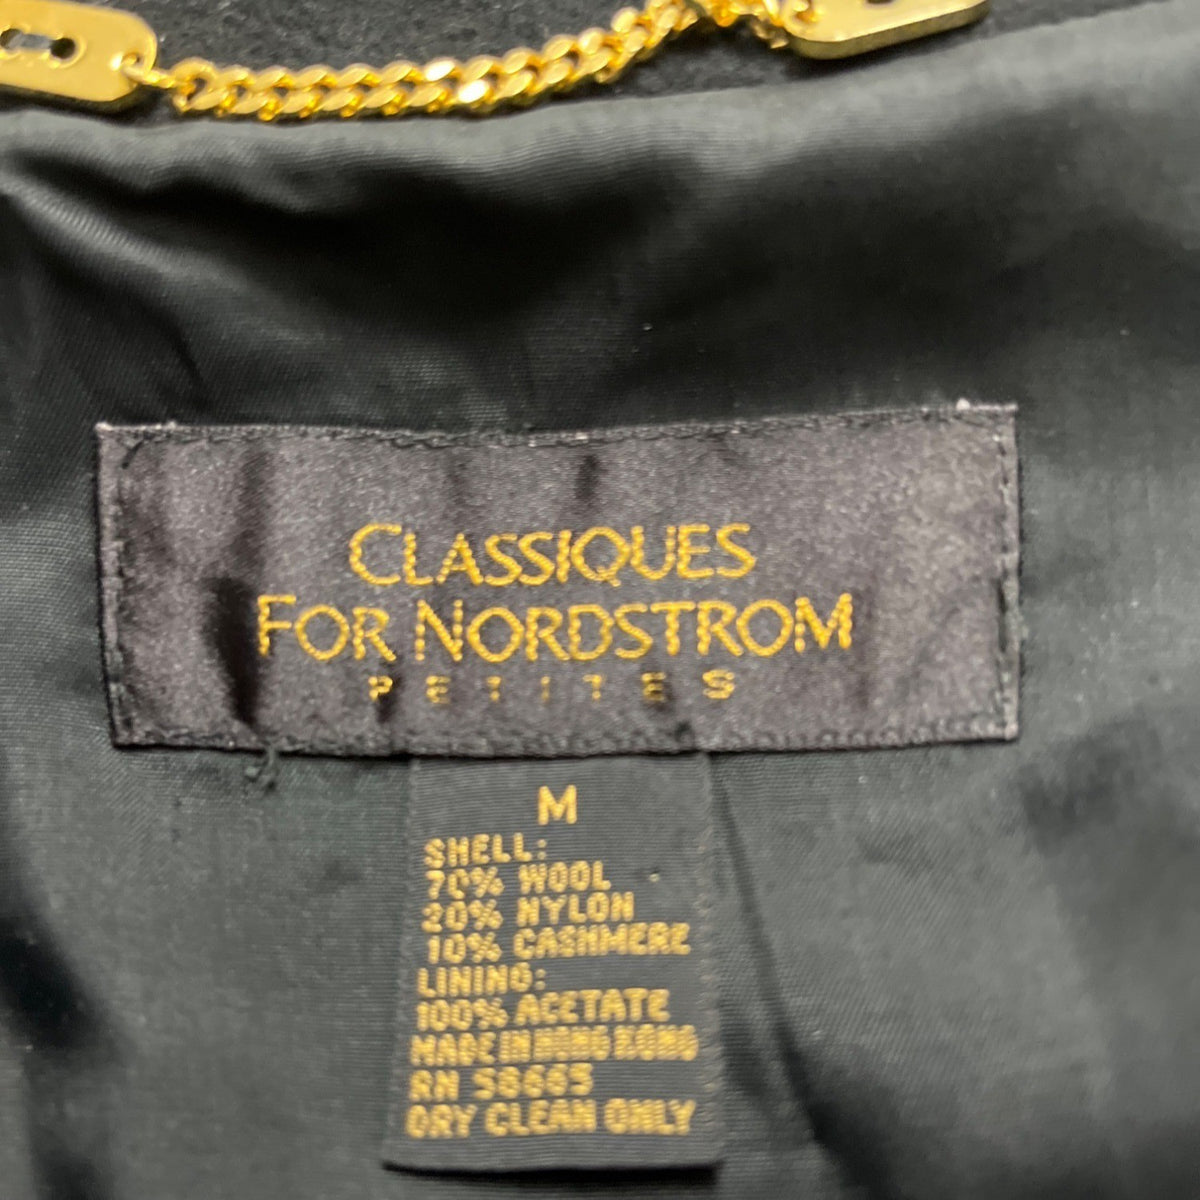 CLASSIQUES
FOR NORDSTROM
PETITES
M
SHELL:
70% WOOL
20% NYLON
10% CASHMERE
LINING:
100% ACETATE
MADE IN HONG KONG
RN 58665
DRY CLEAN ONLY